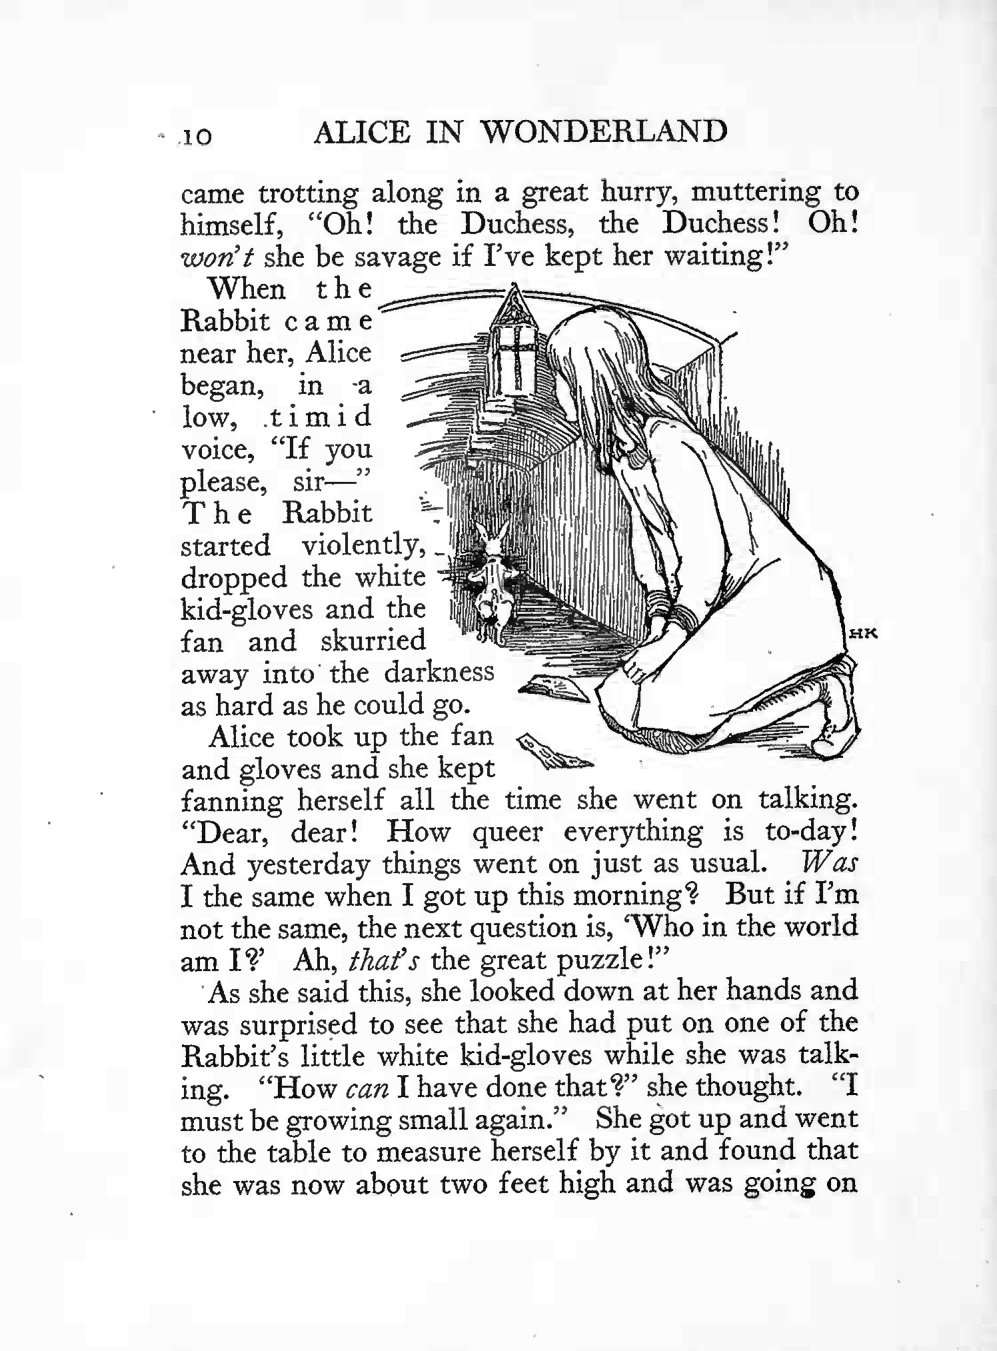 10 ALICE IN WONDERLAND
came trotting along in a great hurry, muttering to
himself, “Oh! the Duchess, the Duchess! Oh!
won’t she be savage if I’ve kept her waiting!”
When the
Rabbit came
near her, Alice
began, in a
low, timid
voice, “If you
please, sir—”
The Rabbit
started violently,
dropped the white
kid-gloves and the
fan and skurried
away into the darkness
as hard as he could go.
Alice took up the fan
and gloves and she kept
fanning herself all the time she went on talking.
“Dear, dear! How queer everything is to-day!
And yesterday things went on just as usual. Was
I the same when I got up this morning? But if I’m
not the same, the next question is, ‘Who in the world
am I?’ Ah, that’s the great puzzle!”
As she said this, she looked down at her hands and
was surprised to see that she had put on one of the
Rabbit’s little white kid-gloves while she was talk-
ing. “How can I have done that?” she thought. “I
must be growing small again.” She got up and went
to the table to measure herself by it and found that
she was now about two feet high and was going on
HK